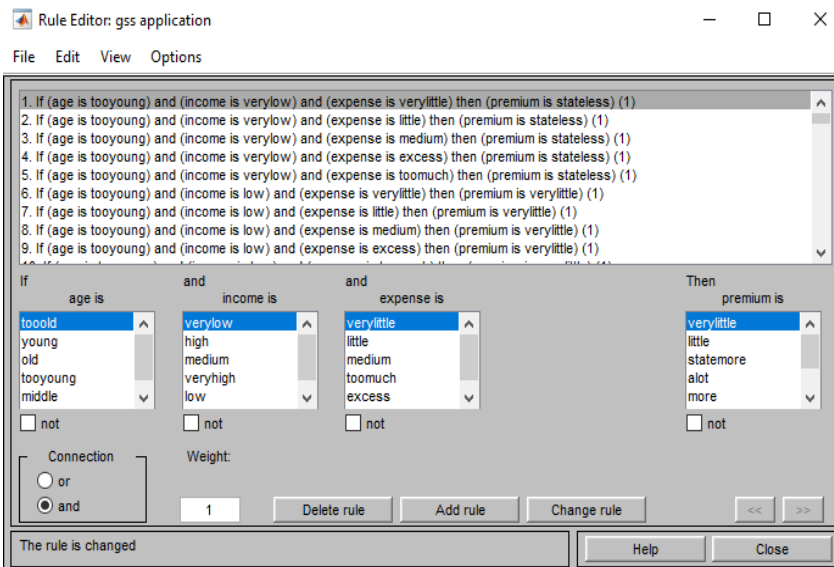 Rule Editor: gss application
File Edit View Options
1. If (age is tooyoung) and (income is verylow) and (expense is verylittle) then (premium is stateless) (1)
2. If (age is tooyoung) and (income is verylow) and (expense is little) then (premium is stateless) (1)
3. If (age is tooyoung) and (income is verylow) and (expense is medium) then (premium is stateless) (1)
4. If (age is tooyoung) and (income is verylow) and (expense is excess) then (premium is stateless) (1)
5. If (age is tooyoung) and (income is verylow) and (expense is toomuch) then (premium is stateless) (1)
6. If (age is tooyoung) and (income is low) and (expense is verylittle) then (premium is verylittle) (1)
7. If (age is tooyoung) and (income is low) and (expense is little) then (premium is verylittle) (1)
8. If (age is tooyoung) and (income is low) and (expense is medium) then (premium is verylittle) (1)
9. If (age is tooyoung) and (income is low) and (expense is excess) then (premium is verylittle) (1)
If and and Then
age is income is expense is premium is
tooold verylow verylittle verylittle
young high little little
old medium medium statemore
tooyoung veryhigh toomuch alot
middle low excess more
not not not not
Connection Weight:
or
and 1 Delete rule Add rule Change rule << >>
The rule is changed Help Close